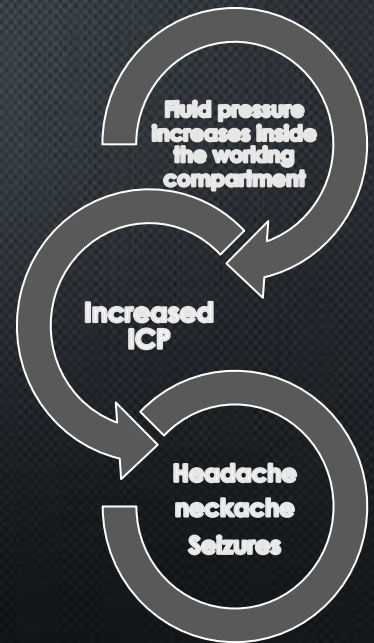 Fluid pressure
increases inside
the working
compartment
Increased
ICP
Headache
neckache
Seizures